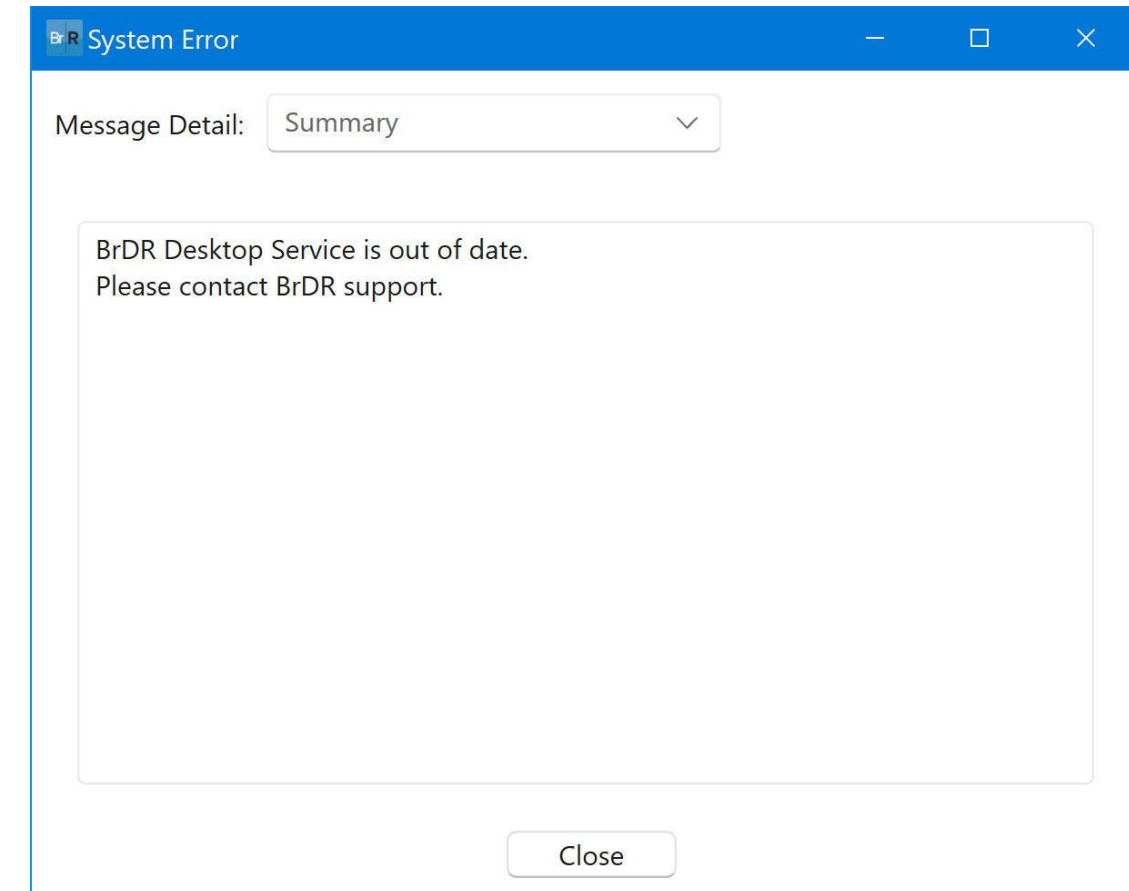 BrR System Error
Message Detail: Summary
BrDR Desktop Service is out of date.
Please contact BrDR support.
Close